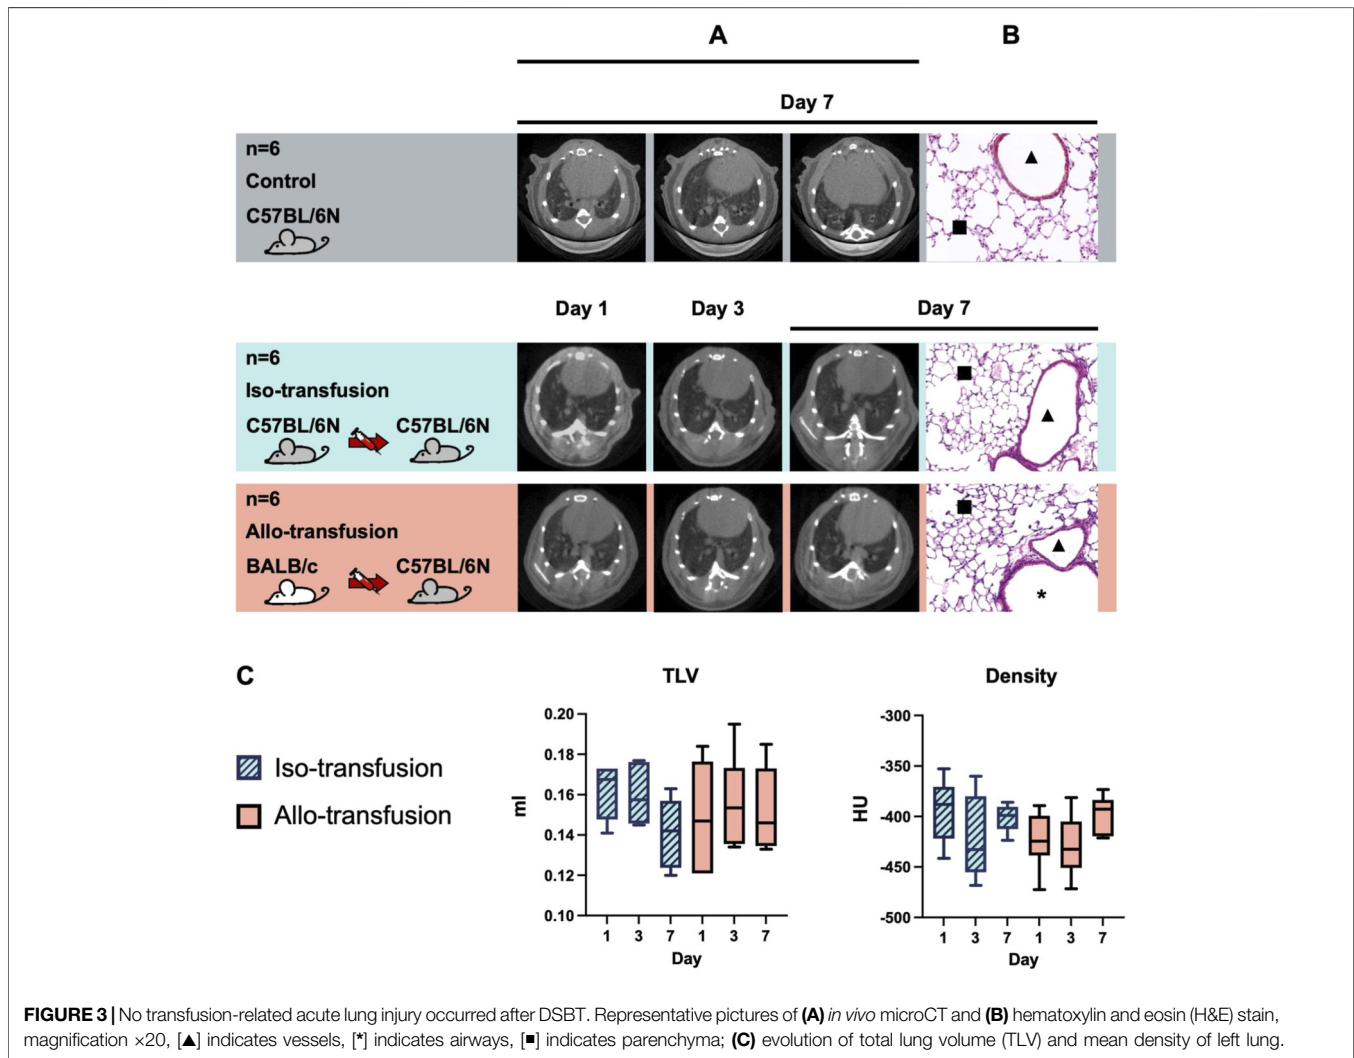 A
B
Day 7
n=6
Control
C57BL/6N
▲
■
Day 1
Day 3
Day 7
n=6
Iso-transfusion
C57BL/6N
C57BL/6N
■
▲
n=6
Allo-transfusion
BALB/c
C57BL/6N
■
▲
*
C
Iso-transfusion
Allo-transfusion
TLV
0.20
0.18
0.16
0.14
0.12
0.10
ml
1 3 7 1 3 7
Day
Density
-300
-350
-400
-450
-500
HU
1 3 7 1 3 7
Day
FIGURE 3 | No transfusion-related acute lung injury occurred after DSBT. Representative pictures of (A) in vivo microCT and (B) hematoxylin and eosin (H&E) stain,
magnification ×20, [▲] indicates vessels, [*] indicates airways, [■] indicates parenchyma; (C) evolution of total lung volume (TLV) and mean density of left lung.